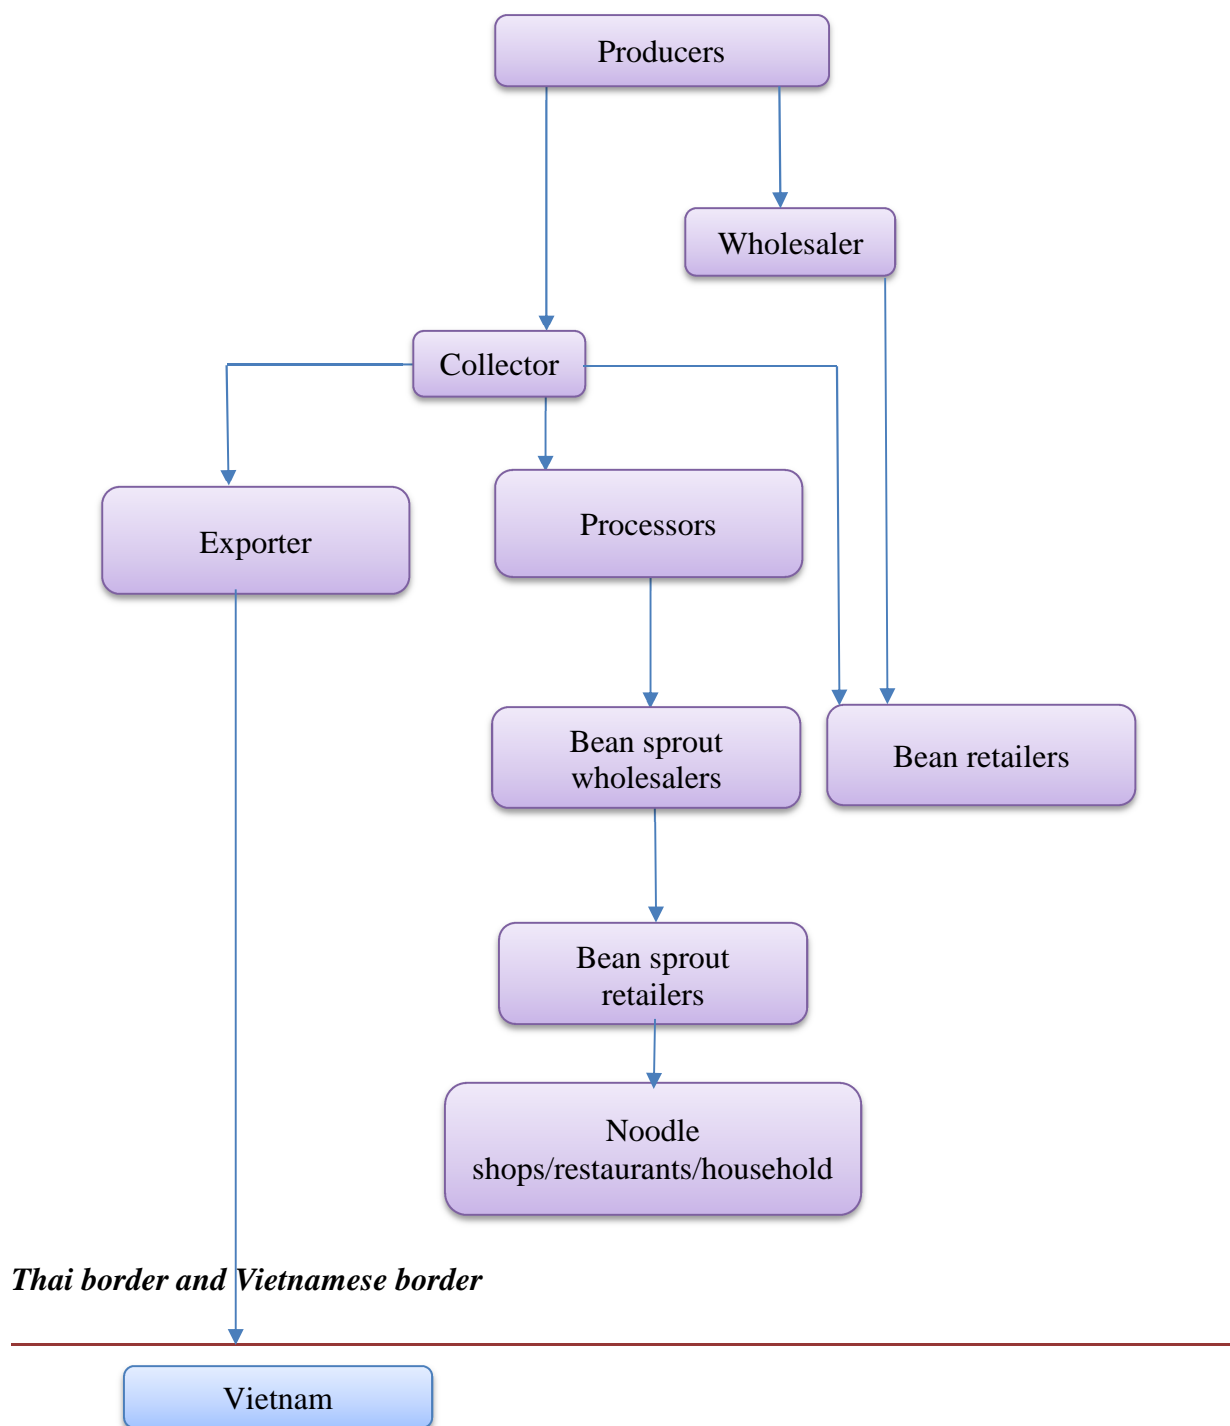 Producers
Wholesaler
Collector
Exporter
Processors
Bean sprout
wholesalers
Bean retailers
Bean sprout
retailers
Noodle
shops/restaurants/household
Thai border and Vietnamese border
Vietnam